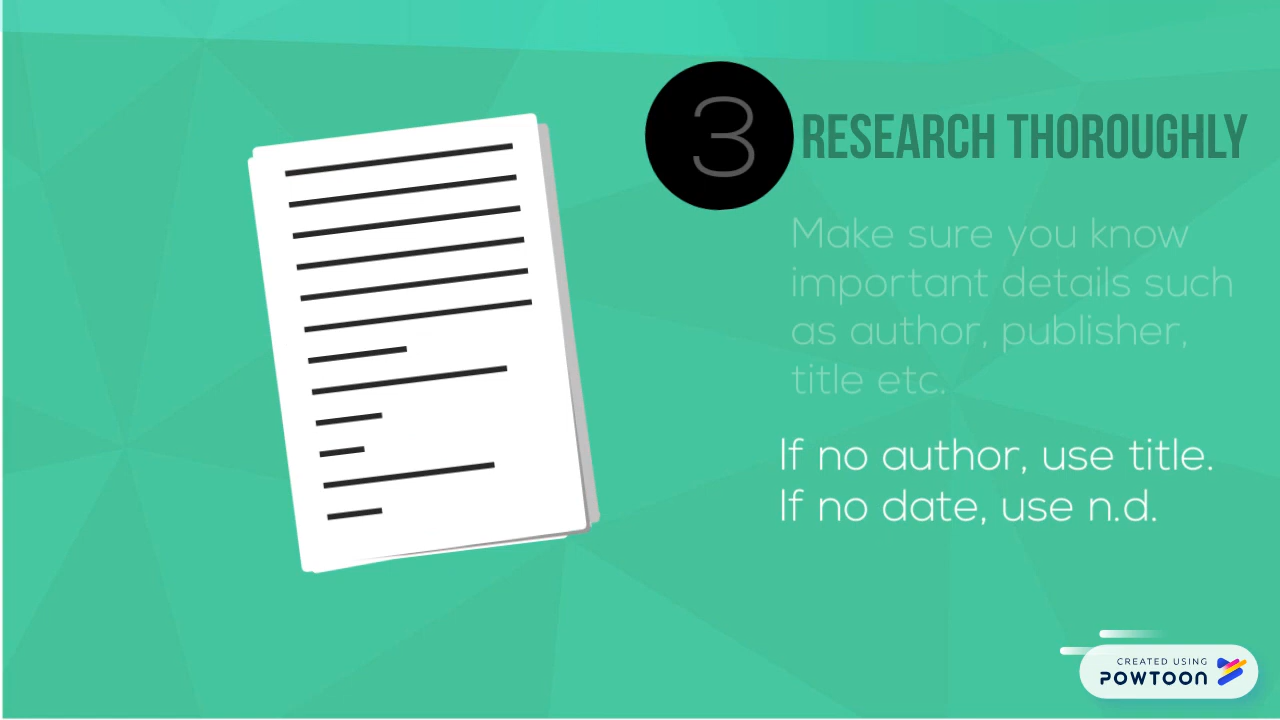 3
RESEARCH THOROUGHLY
Make sure you know
important details such
as author, publisher,
title etc.
If no author, use title.
If no date, use n.d.
CREATED USING
POWTOON